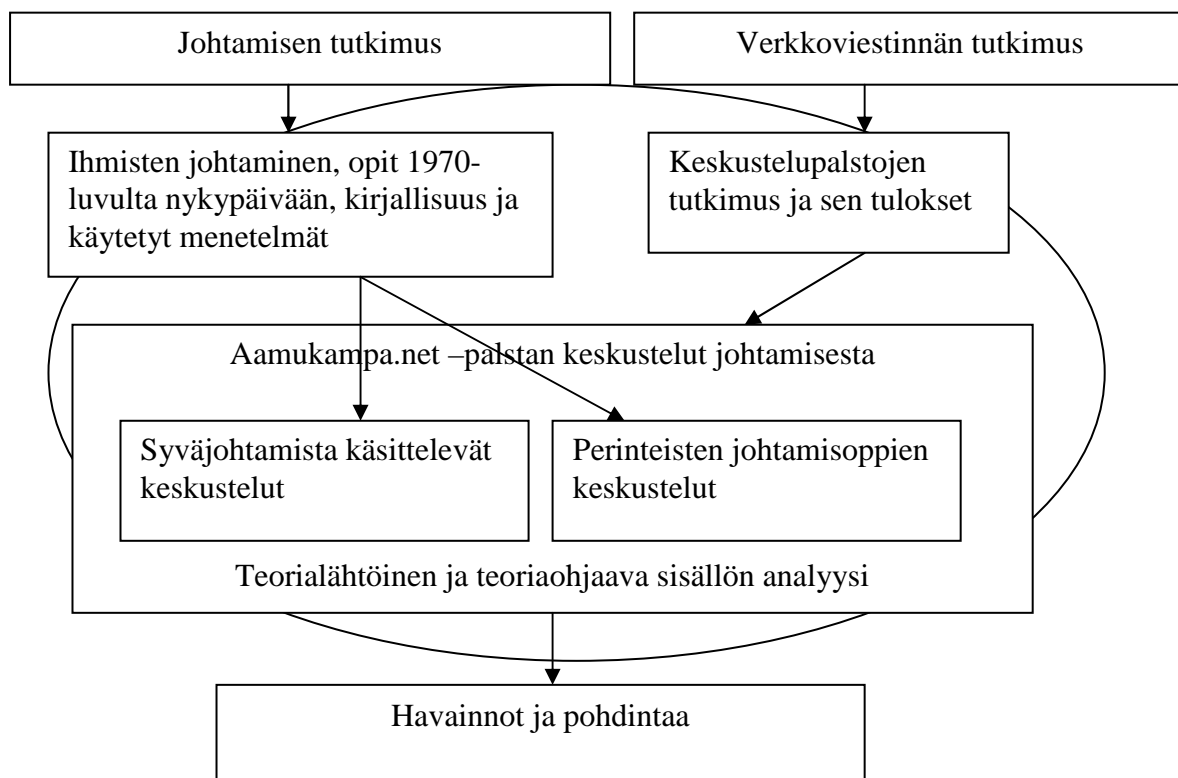 Johtamisen tutkimus
Verkkoviestinnän tutkimus
Ihmisten johtaminen, opit 1970-
luvulta nykypäivään, kirjallisuus ja
käytetyt menetelmät
Keskustelupalstojen
tutkimus ja sen tulokset
Aamukampa.net –palstan keskustelut johtamisesta
Syväjohtamista käsittelevät
keskustelut
Perinteisten johtamisoppien
keskustelut
Teorialähtöinen ja teoriaohjaava sisällön analyysi
Havainnot ja pohdintaa